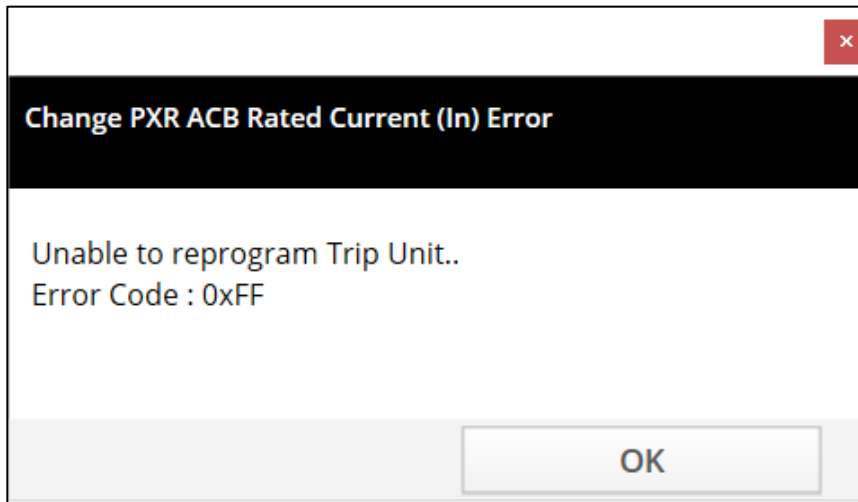 ×
Change PXR ACB Rated Current (In) Error
Unable to reprogram Trip Unit..
Error Code : 0xFF
OK